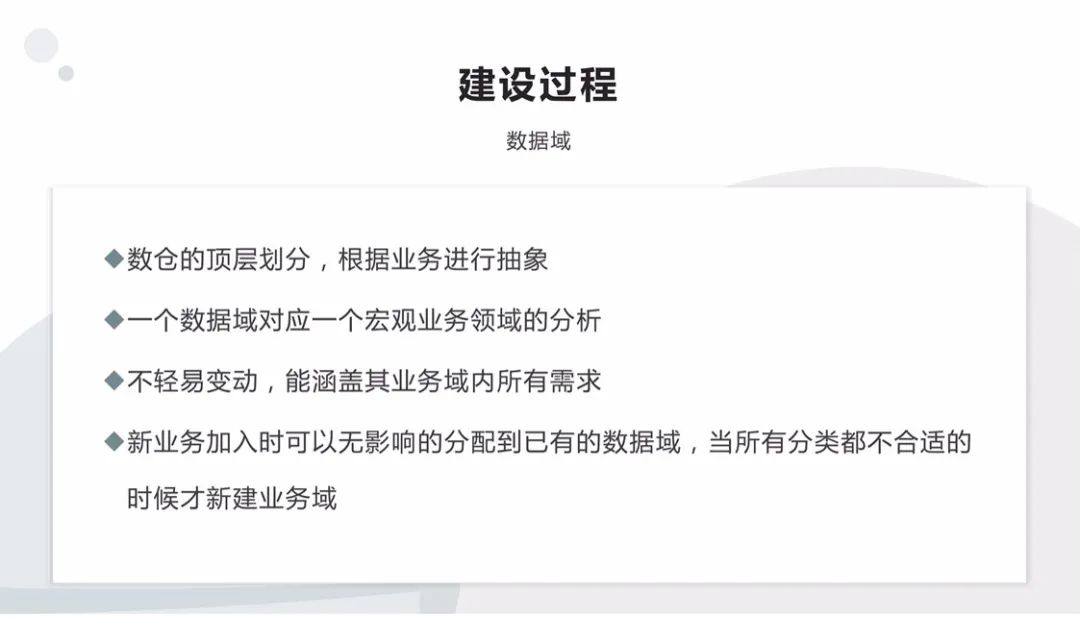 建设过程
数据域
◆数仓的顶层划分，根据业务进行抽象
◆一个数据域对应一个宏观业务领域的分析
◆不轻易变动，能涵盖其业务域内所有需求
◆新业务加入时可以无影响的分配到已有的数据域，当所有分类都不合适的
时候才新建业务域